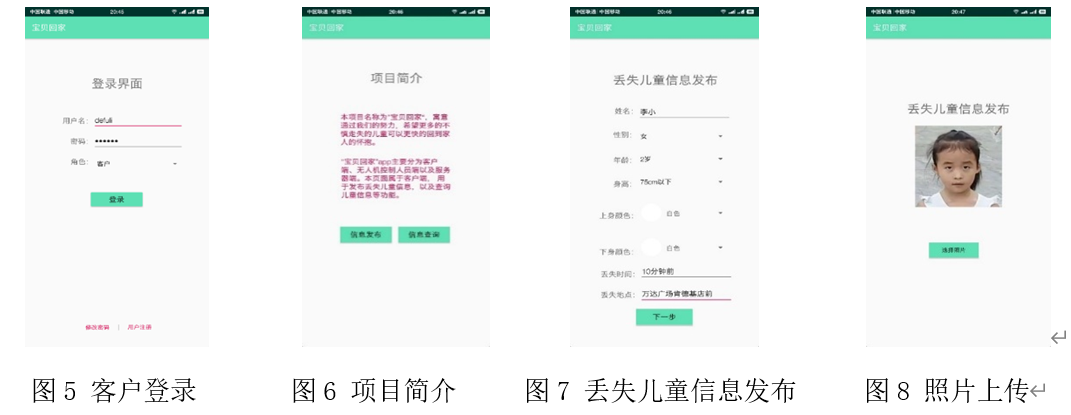 中国联通 中国移动 20:45
宝贝回家
登录界面
用户名: defuli
密码: ••••••
角色: 客户
登录
修改密码 | 用户注册
图5 客户登录
中国联通 中国移动 20:46
宝贝回家
项目简介
本项目名称为“宝贝回家”，寓意
通过我们的努力，希望更多的不
慎走失的儿童可以更快的回到家
人的怀抱。
“宝贝回家”app主要分为客户
端、无人机控制人员端以及服务
器端。本页面属于客户端，用
于发布丢失儿童信息、以及查询
儿童信息等功能。
信息发布 信息查询
图6 项目简介
中国联通 中国移动 20:46
宝贝回家
丢失儿童信息发布
姓名: 李小
性别: 女
年龄: 2岁
身高: 75cm以下
上身颜色: 白色
下身颜色: 白色
丢失时间: 10分钟前
丢失地点: 万达广场肯德基店前
下一步
图7 丢失儿童信息发布
中国联通 中国移动 20:47
宝贝回家
丢失儿童信息发布
选择照片
图8 照片上传